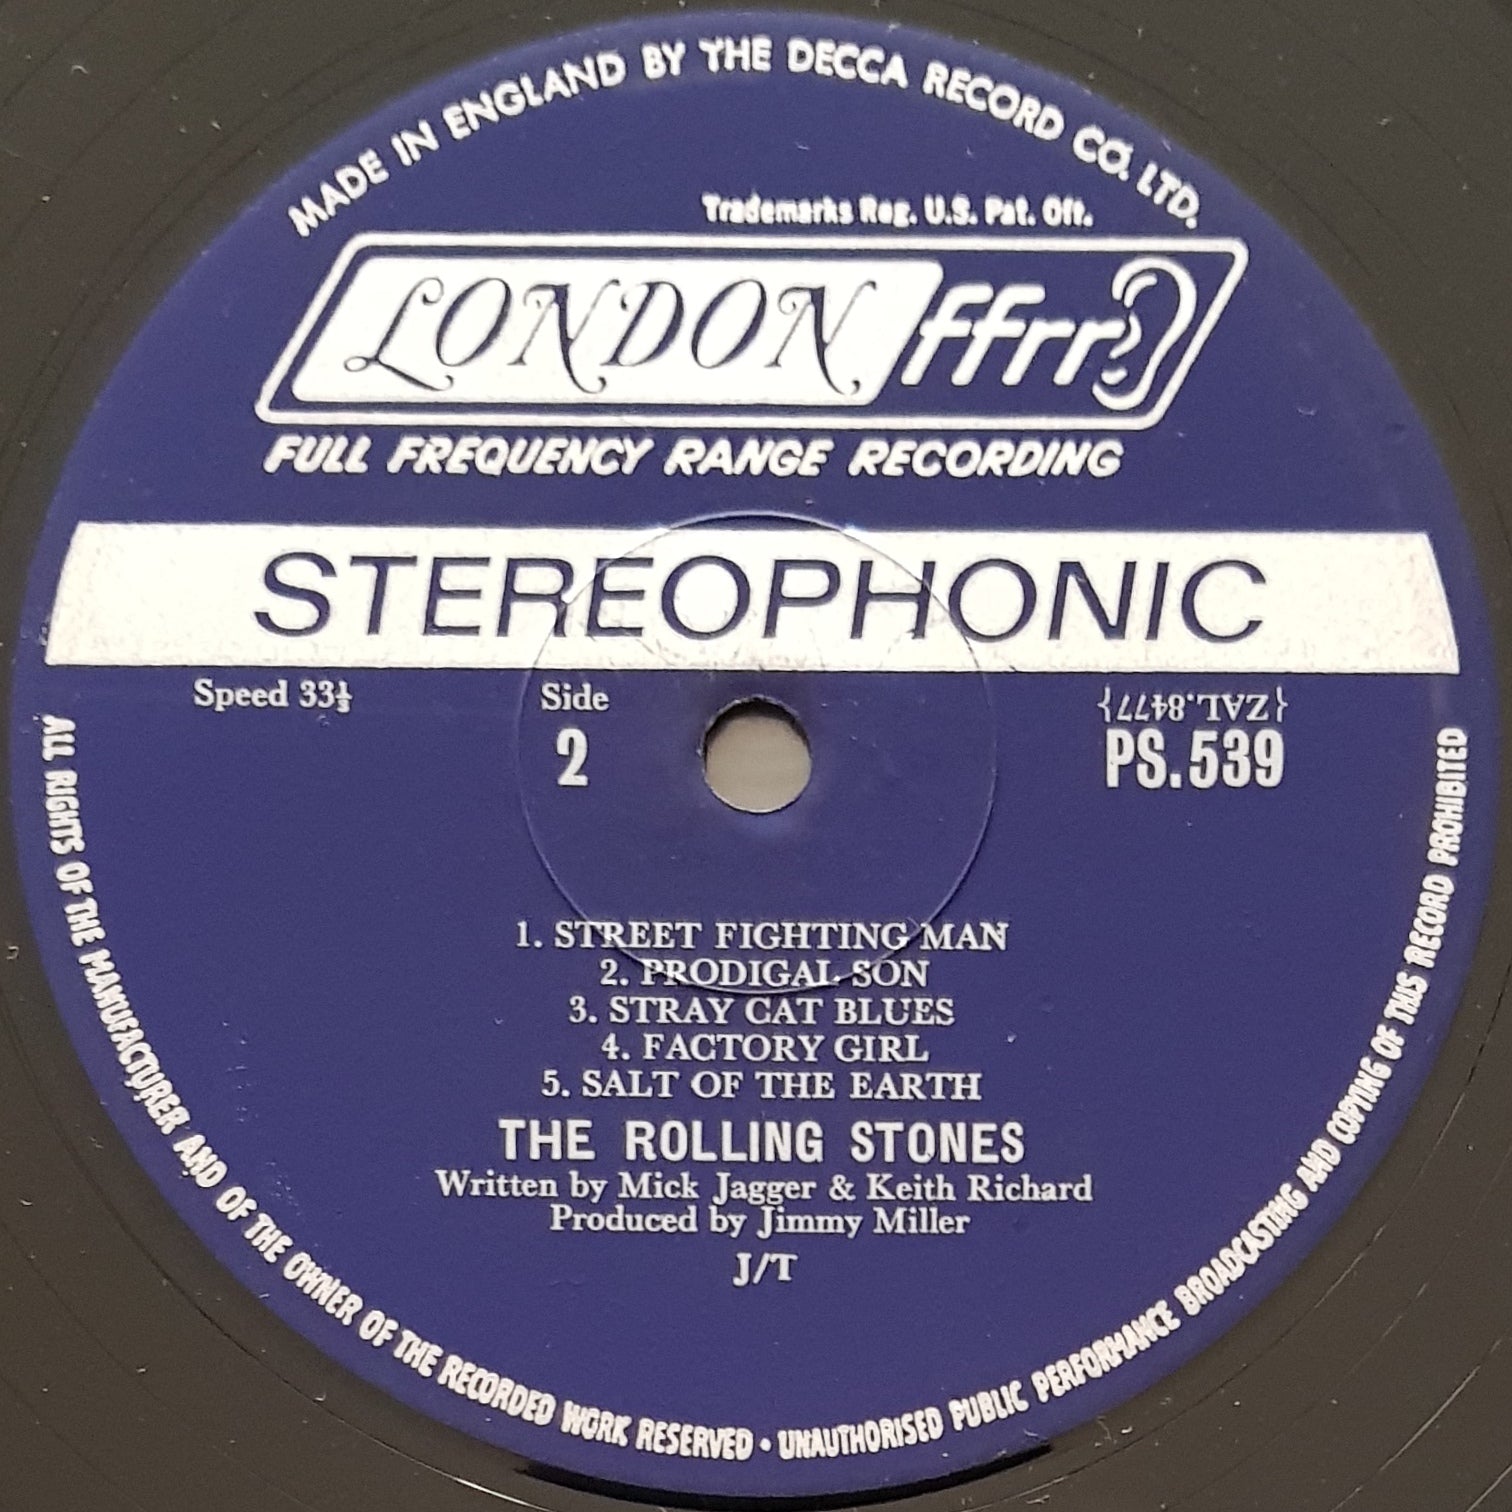 MADE IN ENGLAND BY THE DECCA RECORD CO. LTD.
Trademarks Reg. U.S. Pat. Off.
LONDON ffrr
FULL FREQUENCY RANGE RECORDING
STEREOPHONIC
Speed 33⅓
Side
2
{ZAL.8477}
PS.539
1. STREET FIGHTING MAN
2. PRODIGAL SON
3. STRAY CAT BLUES
4. FACTORY GIRL
5. SALT OF THE EARTH
THE ROLLING STONES
Written by Mick Jagger & Keith Richard
Produced by Jimmy Miller
J/T
ALL RIGHTS OF THE MANUFACTURER AND OF THE OWNER OF THE RECORDED WORK RESERVED • UNAUTHORISED PUBLIC PERFORMANCE BROADCASTING AND COPYING OF THIS RECORD PROHIBITED